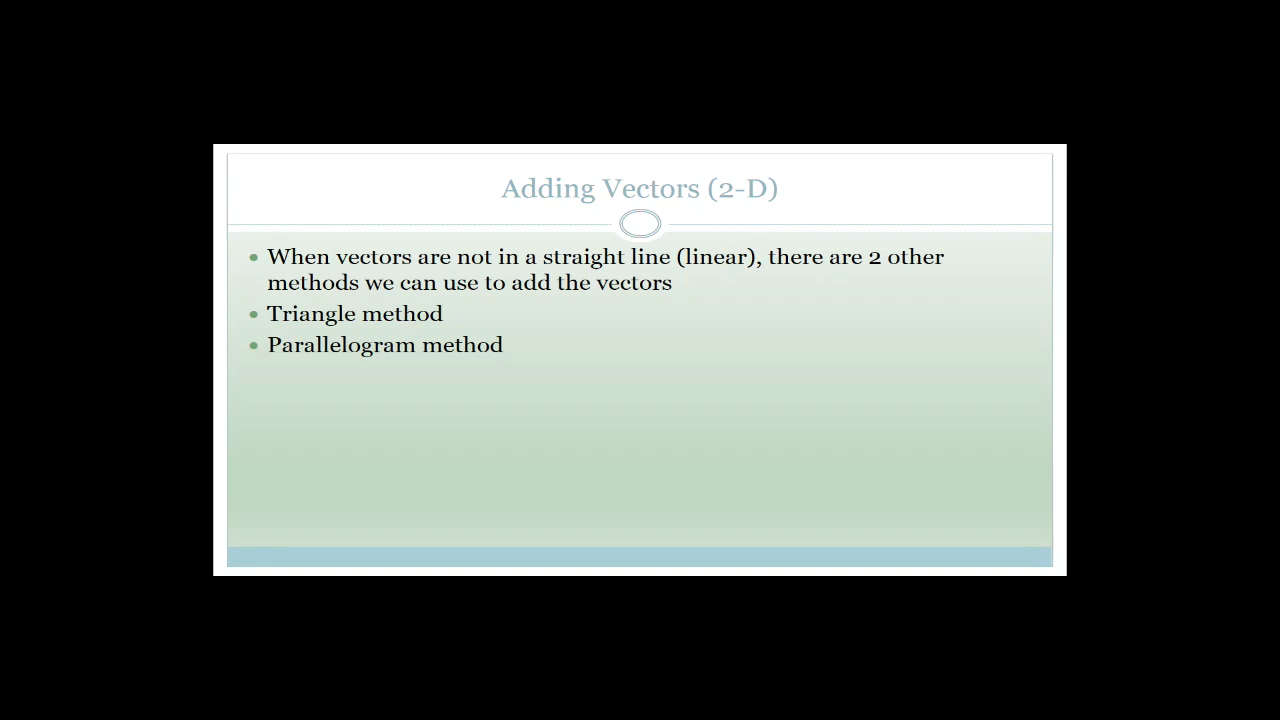 Adding Vectors (2-D)
When vectors are not in a straight line (linear), there are 2 other
methods we can use to add the vectors
Triangle method
Parallelogram method